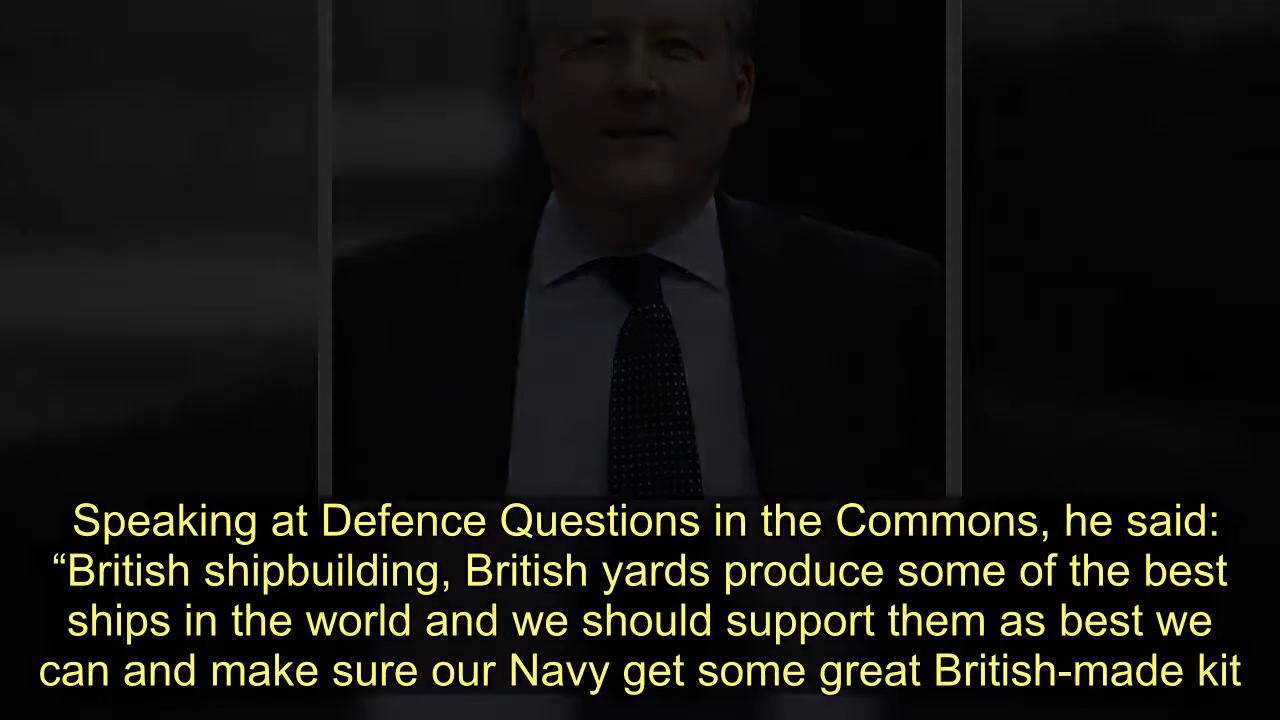 Speaking at Defence Questions in the Commons, he said:
“British shipbuilding, British yards produce some of the best
ships in the world and we should support them as best we
can and make sure our Navy get some great British-made kit